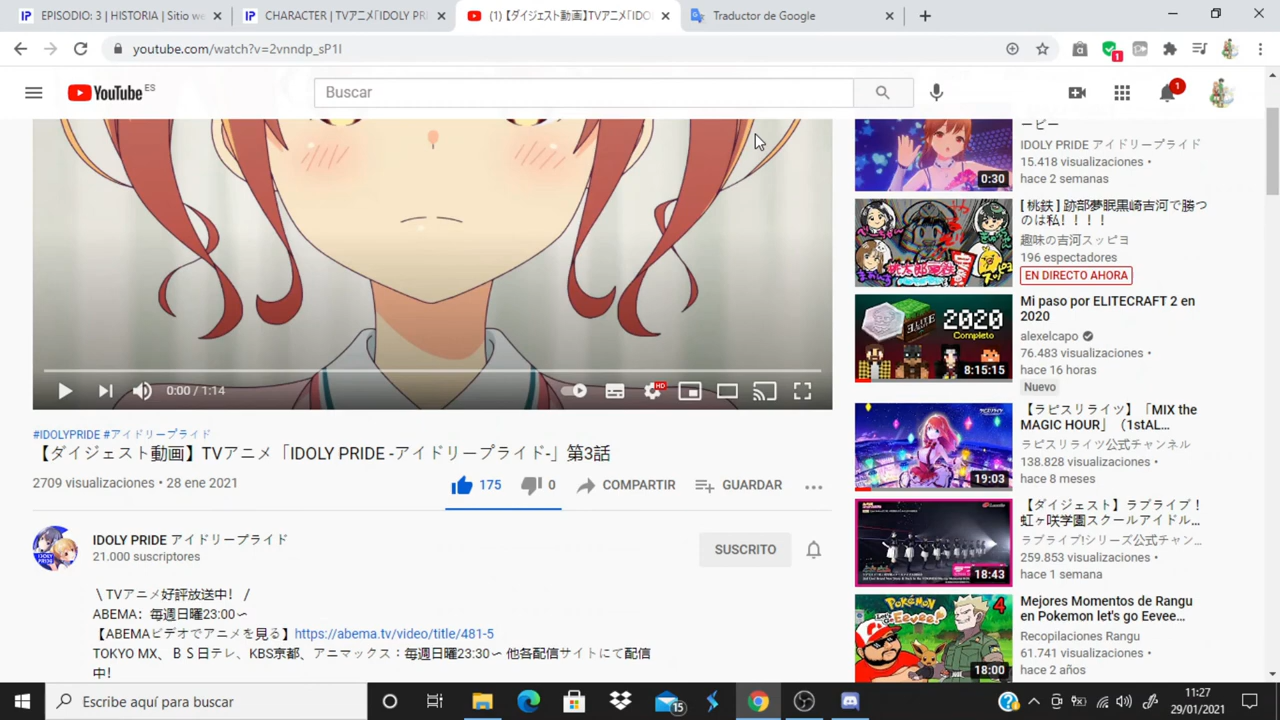 EPISODIO: 3 | HISTORIA | Sitio we
CHARACTER | TVアニメ「IDOLY PRI
(1)【ダイジェスト動画】TVアニメ「IDO
Traductor de Google
youtube.com/watch?v=2vnndp_sP1I
1
YouTube ES
Buscar
1
ービー
IDOLY PRIDE アイドリープライド
15.418 visualizaciones •
hace 2 semanas
0:30
[ 桃鉄 ] 跡部夢眠黒崎吉河で勝つ
のは私!!!!
趣味の吉河スッピヨ
196 espectadores
EN DIRECTO AHORA
Mi paso por ELITECRAFT 2 en
2020
alexelcapo
76.483 visualizaciones •
hace 16 horas
Nuevo
ELITE
2020
Completo
8:15:15
【ラピスリライツ】「MIX the
MAGIC HOUR」(1stAL...
ラピスリライツ公式チャンネル
138.828 visualizaciones •
hace 8 meses
19:03
【ダイジェスト】ラブライブ!
虹ヶ咲学園スクールアイドル...
ラブライブ!シリーズ公式チャン...
259.853 visualizaciones •
hace 1 semana
18:43
Mejores Momentos de Rangu
en Pokemon let's go Eevee...
Recopilaciones Rangu
61.741 visualizaciones •
hace 2 años
4
18:00
0:00 / 1:14
HD
#IDOLYPRIDE #アイドリープライド
【ダイジェスト動画】TVアニメ「IDOLY PRIDE -アイドリープライド-」第3話
2709 visualizaciones • 28 ene 2021
175
0
COMPARTIR
GUARDAR
IDOLY PRIDE
IDOLY PRIDE アイドリープライド
21.000 suscriptores
SUSCRITO
\ TVアニメ好評放送中! /
ABEMA:毎週日曜22:00〜
【ABEMAビデオでアニメを見る】https://abema.tv/video/title/481-5
TOKYO MX、BS日テレ、KBS京都、アニマックス:毎週日曜23:30〜 他各配信サイトにて配信
中!
Escribe aquí para buscar
15
11:27
29/01/2021